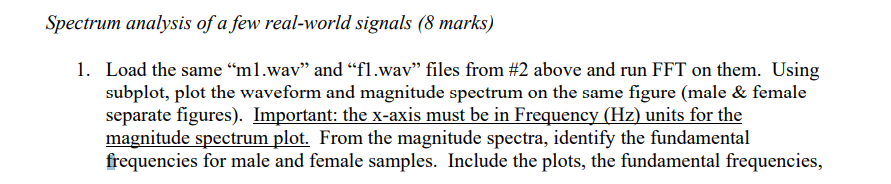 Spectrum analysis of a few real-world signals (8 marks)
1. Load the same “m1.wav” and “f1.wav” files from #2 above and run FFT on them. Using
subplot, plot the waveform and magnitude spectrum on the same figure (male & female
separate figures). Important: the x-axis must be in Frequency (Hz) units for the
magnitude spectrum plot. From the magnitude spectra, identify the fundamental
frequencies for male and female samples. Include the plots, the fundamental frequencies,